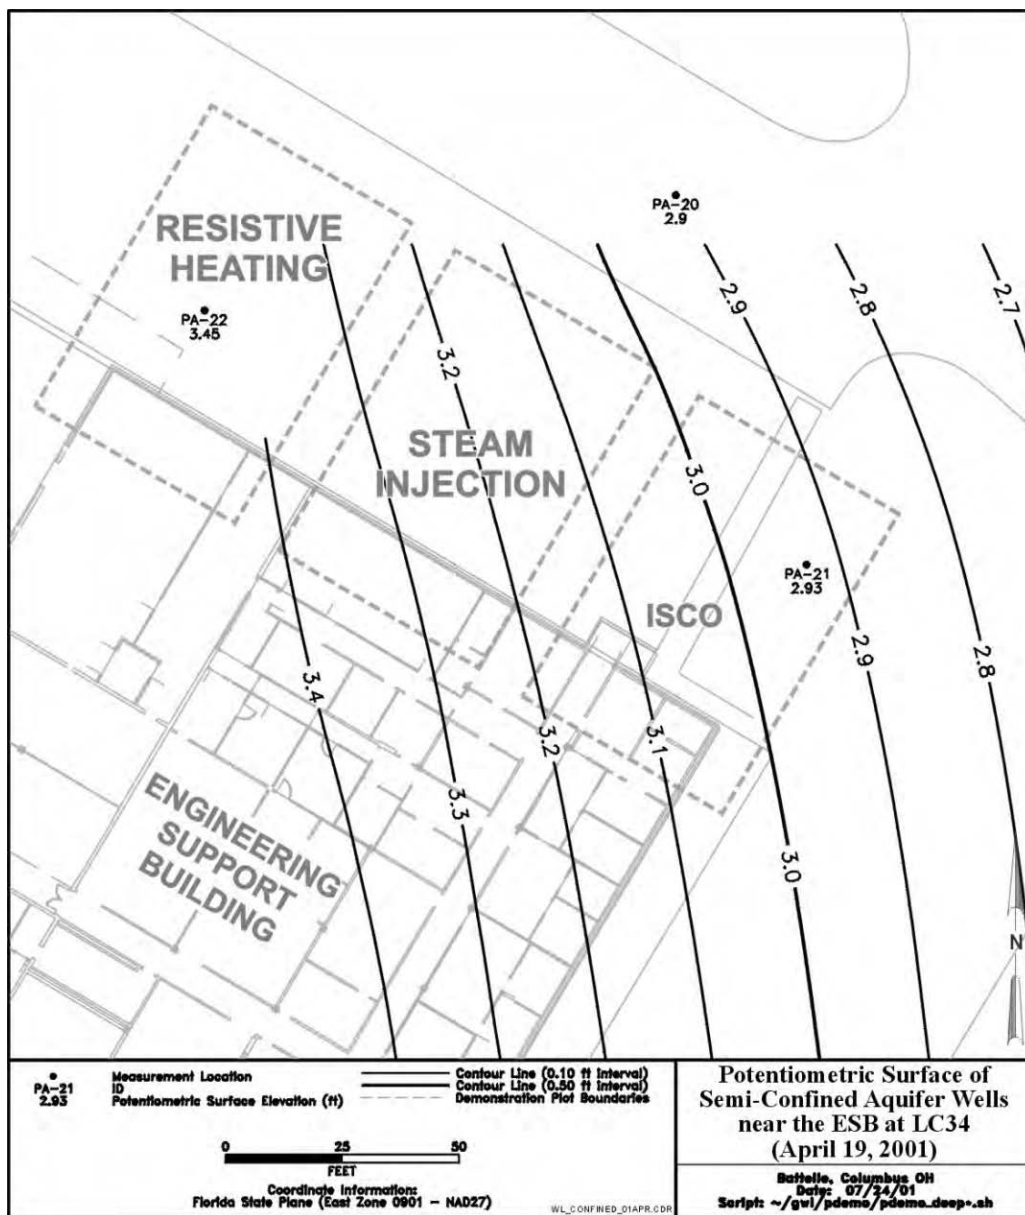 PA-20
2.9
RESISTIVE
HEATING
PA-22
3.45
2.9
2.8
2.7
3.2
STEAM
INJECTION
3.0
PA-21
2.93
ISCO
2.9
2.8
3.4
3.2
3.1
3.3
3.0
ENGINEERING
SUPPORT
BUILDING
N
PA-21
2.93
Measurement Location
ID
Potentiometric Surface Elevation (ft)
Contour Line (0.10 ft Interval)
Contour Line (0.50 ft Interval)
Demonstration Plot Boundaries
0 25 50
FEET
Coordinate Information:
Florida State Plane (East Zone 0901 – NAD27)
WL_CONFINED_01APR.CDR
Potentiometric Surface of
Semi-Confined Aquifer Wells
near the ESB at LC34
(April 19, 2001)
Battelle, Columbus OH
Date: 07/24/01
Script: ~/gwl/pdemo/pdemo_deep*.sh